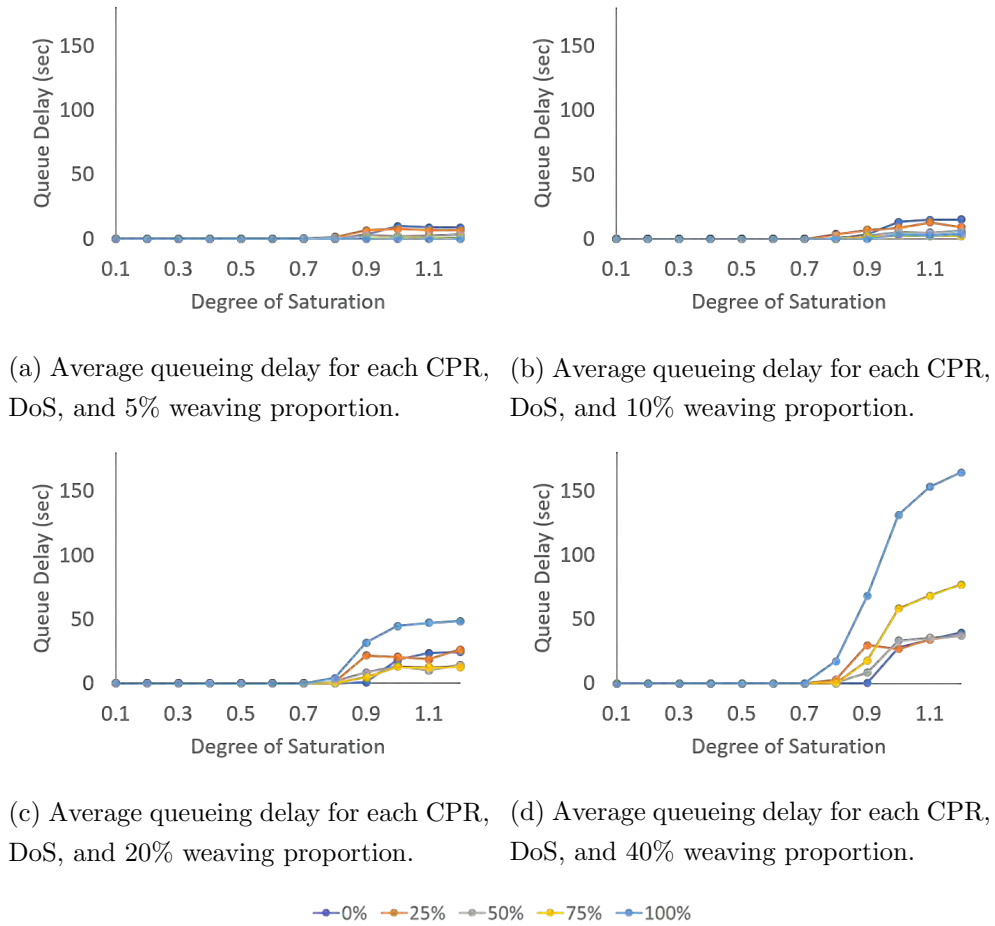 150
100
50
0
Queue Delay (sec)
0.1 0.3 0.5 0.7 0.9 1.1
Degree of Saturation
(a) Average queueing delay for each CPR,
DoS, and 5% weaving proportion.
150
100
50
0
Queue Delay (sec)
0.1 0.3 0.5 0.7 0.9 1.1
Degree of Saturation
(b) Average queueing delay for each CPR,
DoS, and 10% weaving proportion.
150
100
50
0
Queue Delay (sec)
0.1 0.3 0.5 0.7 0.9 1.1
Degree of Saturation
(c) Average queueing delay for each CPR,
DoS, and 20% weaving proportion.
150
100
50
0
Queue Delay (sec)
0.1 0.3 0.5 0.7 0.9 1.1
Degree of Saturation
(d) Average queueing delay for each CPR,
DoS, and 40% weaving proportion.
0% 25% 50% 75% 100%